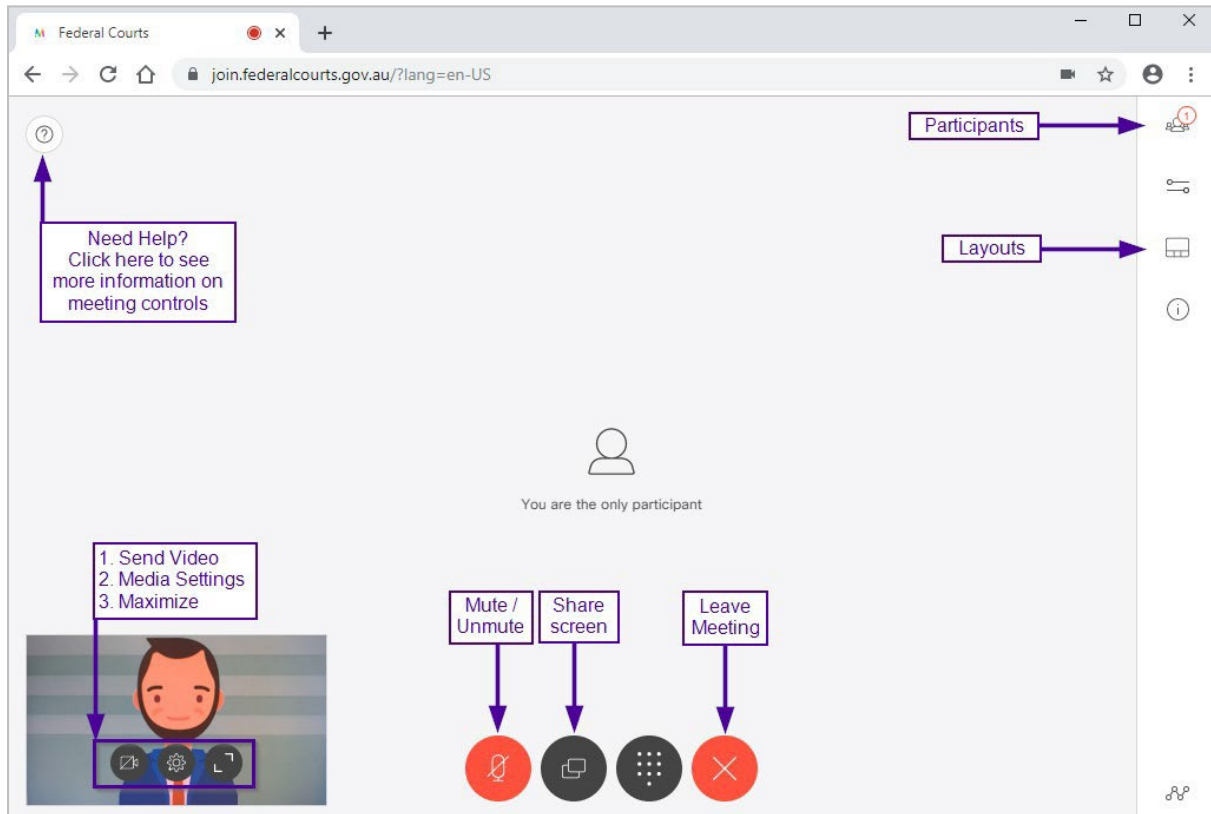 Federal Courts
join.federalcourts.gov.au/?lang=en-US
Participants
1
Need Help?
Click here to see
more information on
meeting controls
Layouts
You are the only participant
1. Send Video
2. Media Settings
3. Maximize
Mute /
Unmute
Share
screen
Leave
Meeting